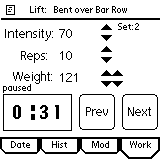 Lift: Bent over Bar Row
Intensity: 70
Set:2
Reps: 10
Weight: 121
paused
0:31
Prev
Next
Date
Hist
Mod
Work